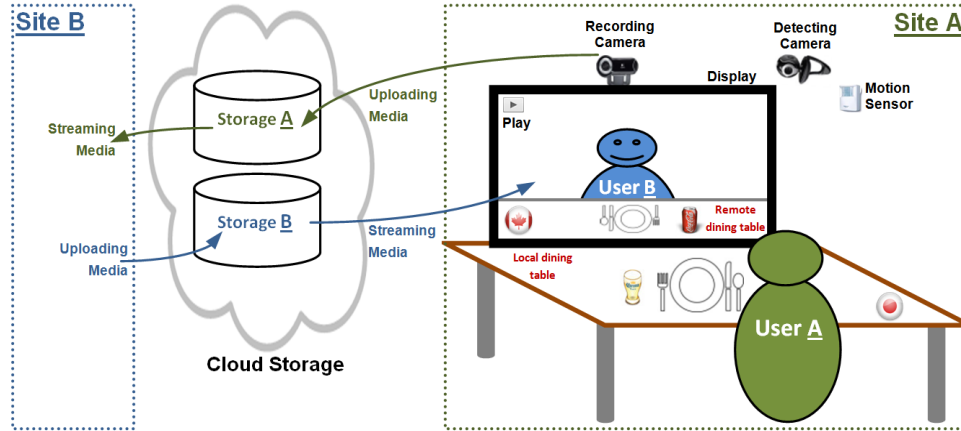 Site B
Site A
Recording
Camera
Detecting
Camera
Display
Motion
Sensor
Uploading
Media
Storage A
Streaming
Media
Play
User B
Storage B
Streaming
Media
Remote
dining table
Uploading
Media
Local dining
table
User A
Cloud Storage